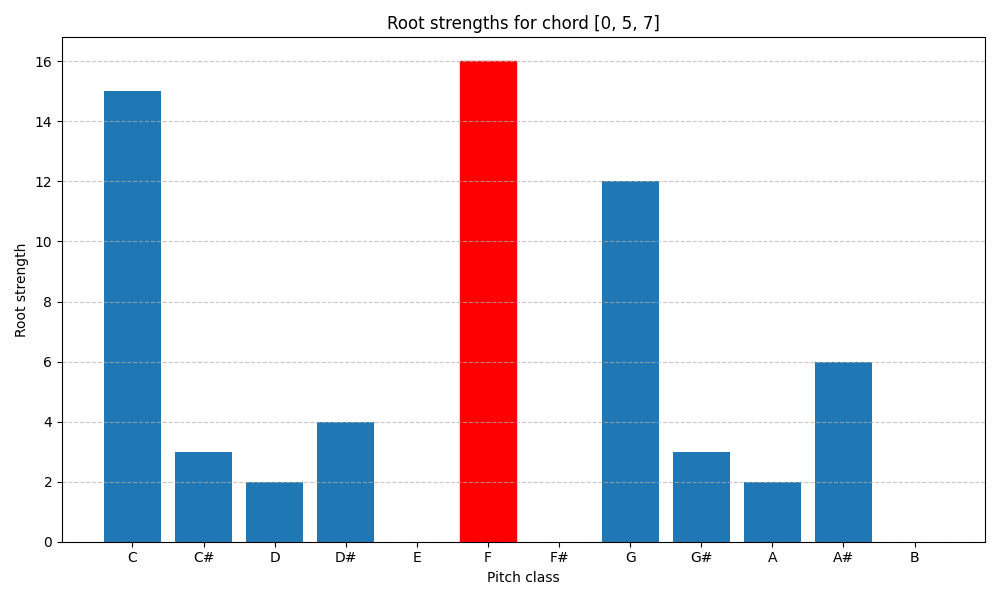 Root strengths for chord [0, 5, 7]
Root strength
16
14
12
10
8
6
4
2
0
C C# D D# E F F# G G# A A# B
Pitch class